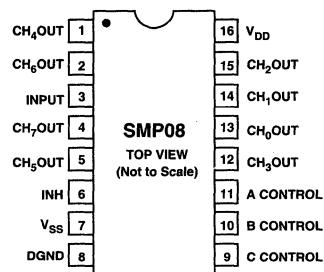 CH4OUT 1 16 VDD
CH6OUT 2 15 CH2OUT
INPUT 3 14 CH1OUT
CH7OUT 4 SMP08 13 CH0OUT
TOP VIEW
CH5OUT 5 (Not to Scale) 12 CH3OUT
INH 6 11 A CONTROL
VSS 7 10 B CONTROL
DGND 8 9 C CONTROL